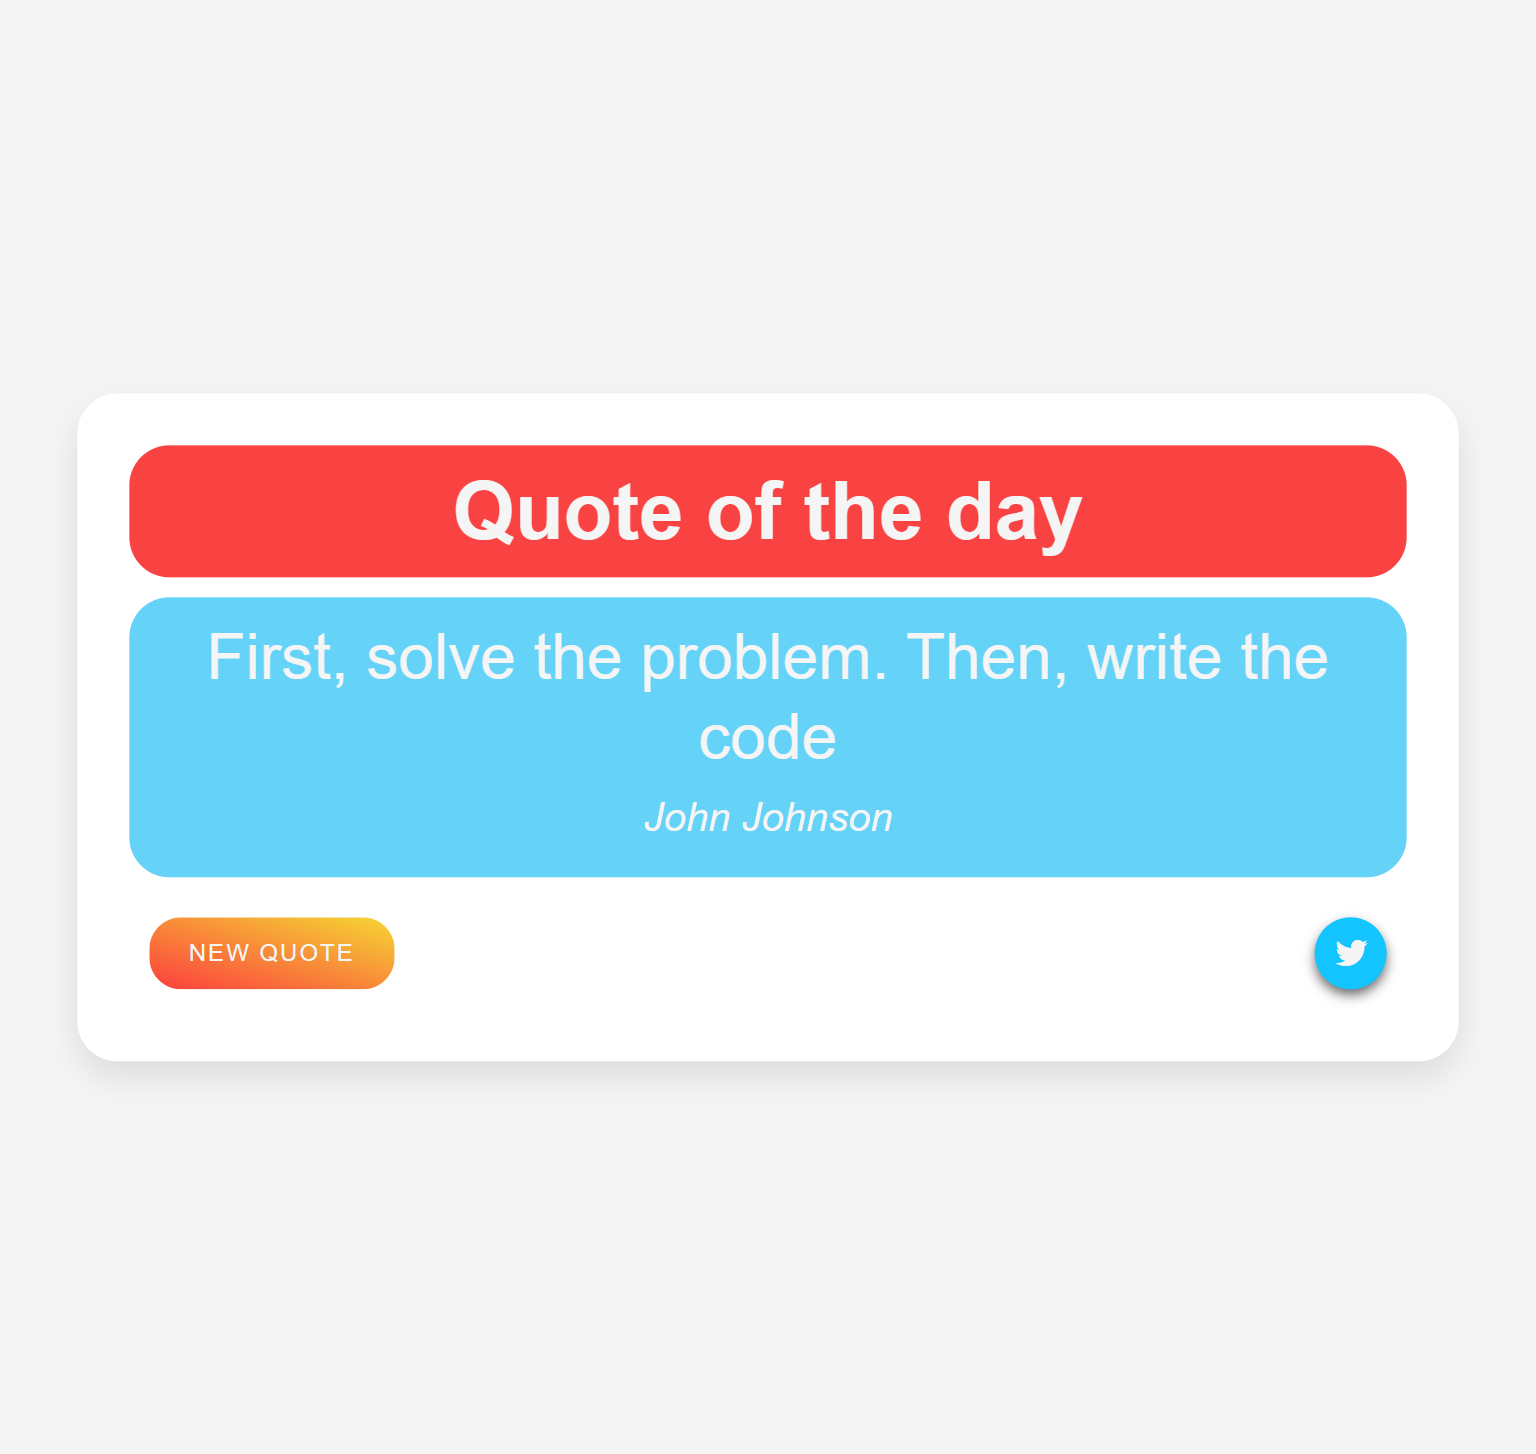 Quote of the day
First, solve the problem. Then, write the
code
John Johnson
NEW QUOTE